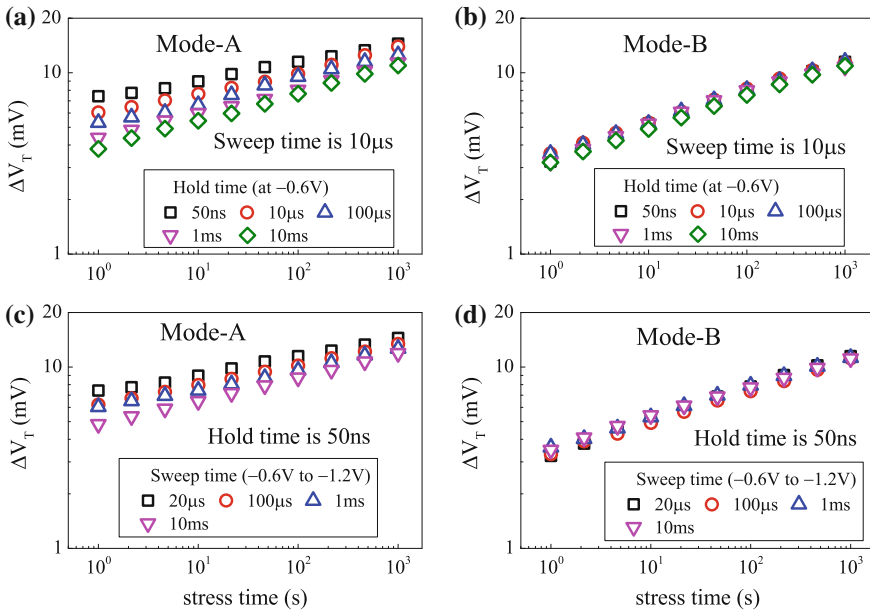 (a)
20
10
1
ΔV_T (mV)
Mode-A
Sweep time is 10μs
Hold time (at −0.6V)
50ns 10μs 100μs
1ms 10ms
10^0 10^1 10^2 10^3
(b)
20
10
1
ΔV_T (mV)
Mode-B
Sweep time is 10μs
Hold time (at −0.6V)
50ns 10μs 100μs
1ms 10ms
10^0 10^1 10^2 10^3
(c)
20
10
1
ΔV_T (mV)
Mode-A
Hold time is 50ns
Sweep time (−0.6V to −1.2V)
20μs 100μs 1ms
10ms
10^0 10^1 10^2 10^3
stress time (s)
(d)
20
10
1
ΔV_T (mV)
Mode-B
Hold time is 50ns
Sweep time (−0.6V to −1.2V)
20μs 100μs 1ms
10ms
10^0 10^1 10^2 10^3
stress time (s)